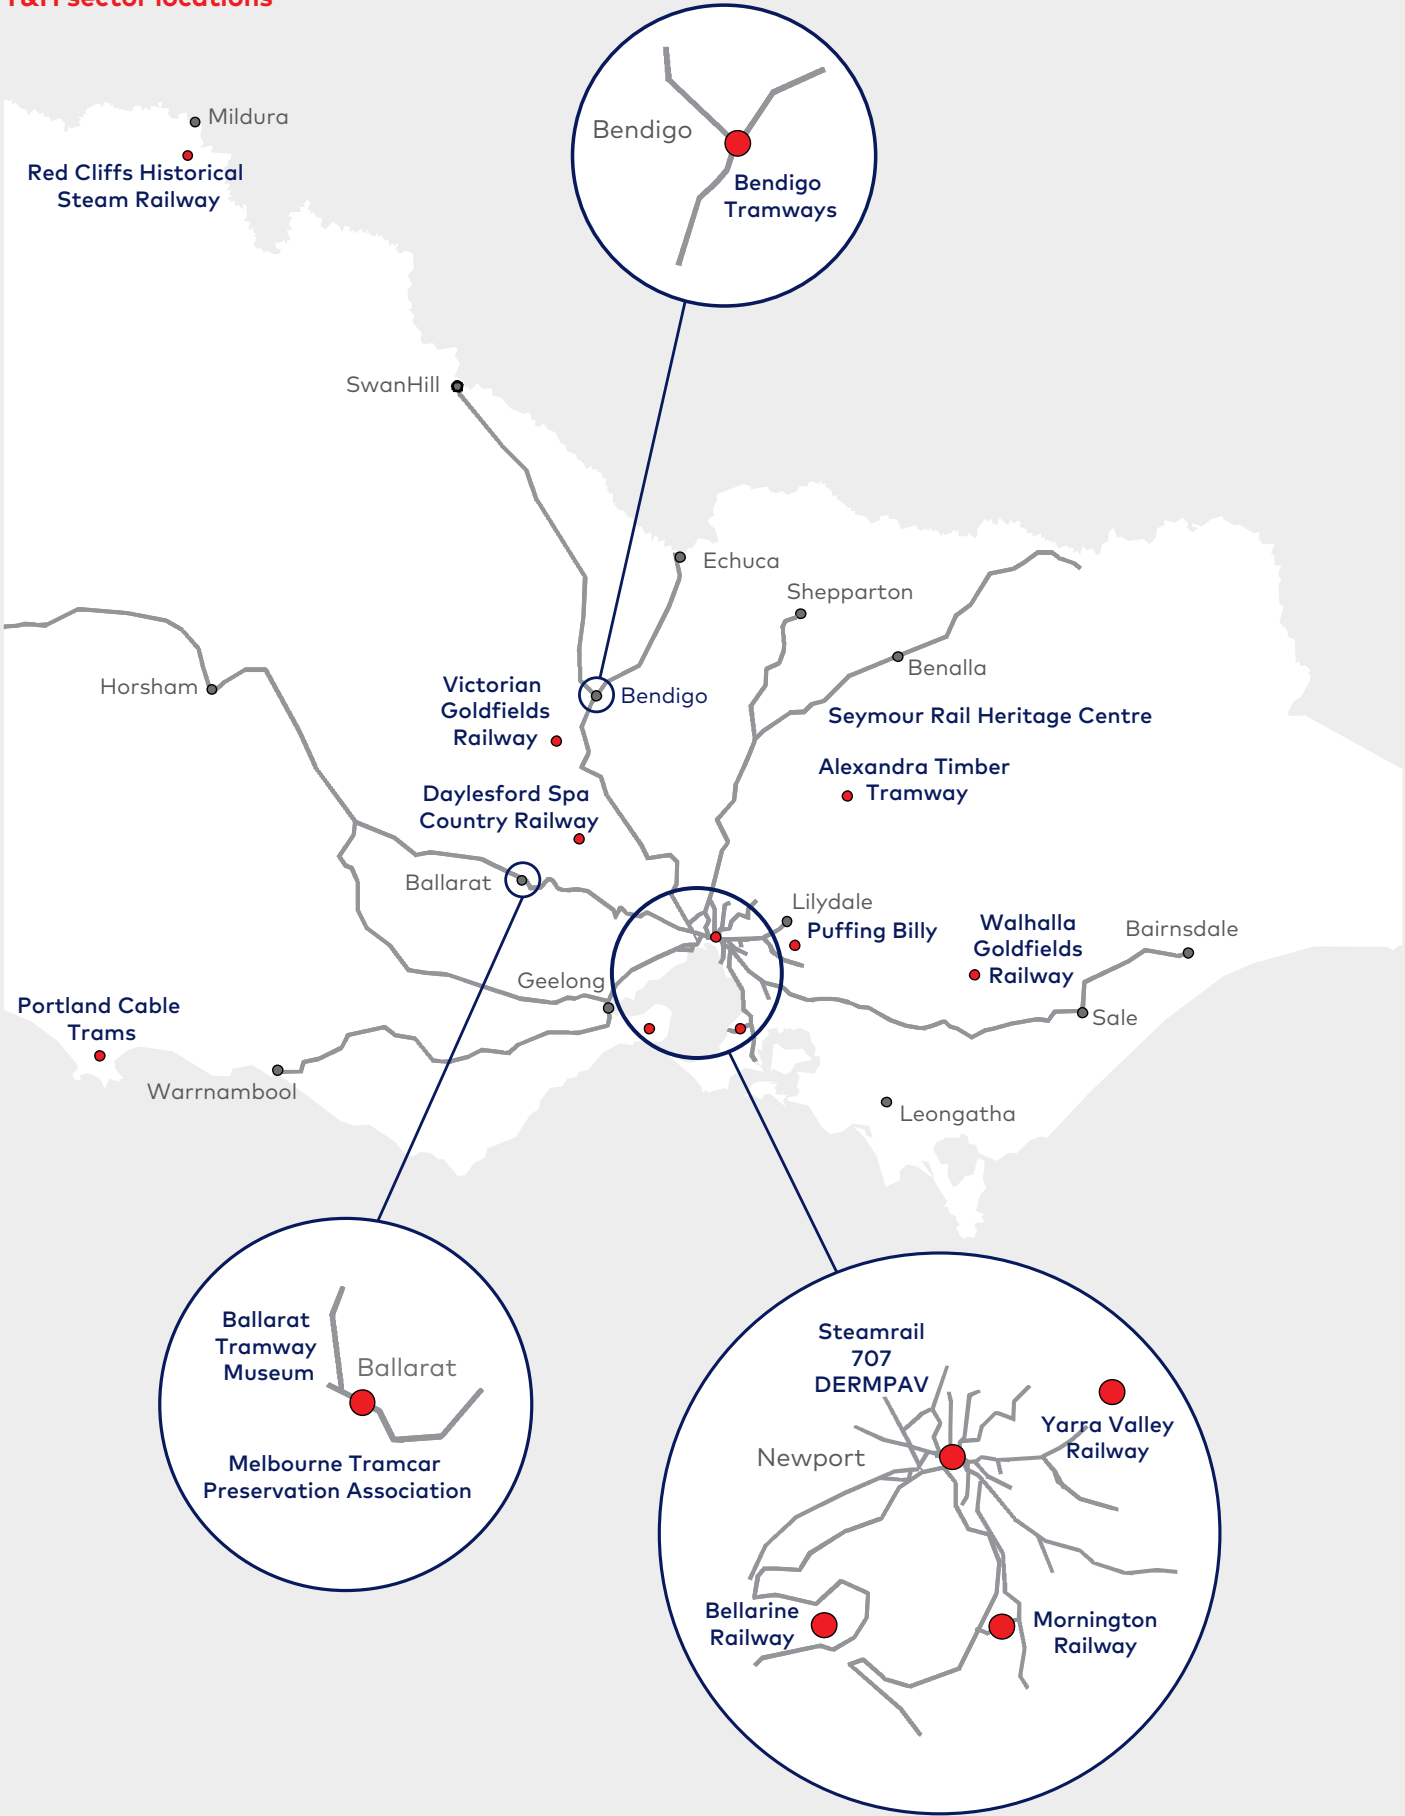 T&H sector locations
Bendigo
Bendigo
Tramways
Mildura
Red Cliffs Historical
Steam Railway
SwanHill
Echuca
Shepparton
Benalla
Horsham
Victorian
Goldfields
Railway
Bendigo
Seymour Rail Heritage Centre
Alexandra Timber
Tramway
Daylesford Spa
Country Railway
Ballarat
Lilydale
Puffing Billy
Walhalla
Goldfields
Railway
Bairnsdale
Geelong
Sale
Portland Cable
Trams
Warrnambool
Leongatha
Ballarat
Tramway
Museum
Ballarat
Melbourne Tramcar
Preservation Association
Steamrail
707
DERMPAV
Newport
Yarra Valley
Railway
Bellarine
Railway
Mornington
Railway